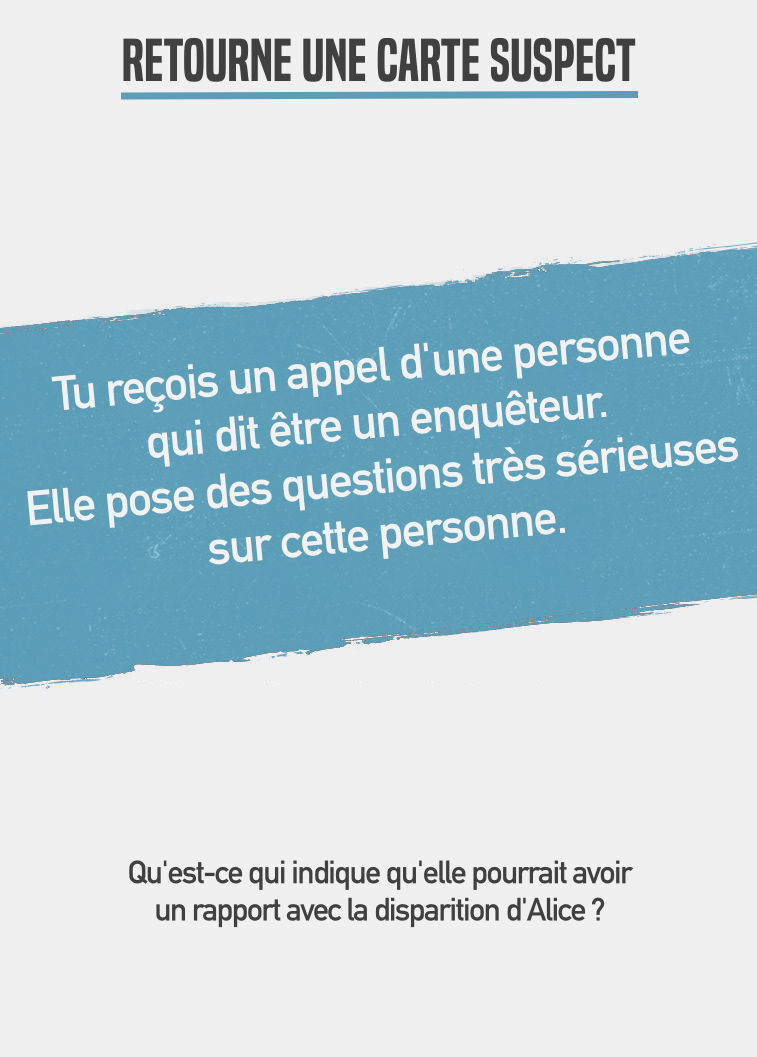 RETOURNE UNE CARTE SUSPECT
Tu reçois un appel d'une personne
qui dit être un enquêteur.
Elle pose des questions très sérieuses
sur cette personne.
Qu'est-ce qui indique qu'elle pourrait avoir
un rapport avec la disparition d'Alice ?